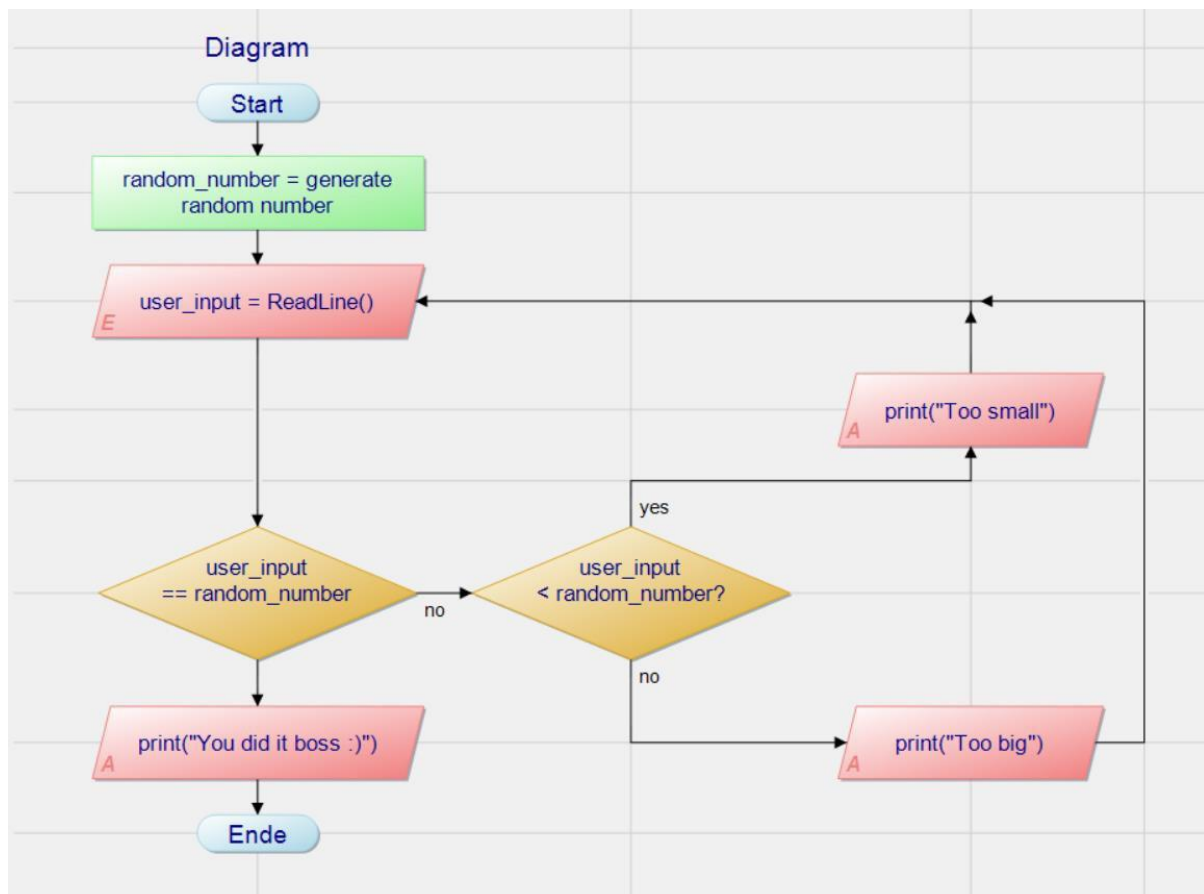 Diagram
Start
random_number = generate
random number
user_input = ReadLine()
E
print("Too small")
A
yes
user_input
== random_number
no
user_input
< random_number?
no
print("You did it boss :)")
A
print("Too big")
A
Ende